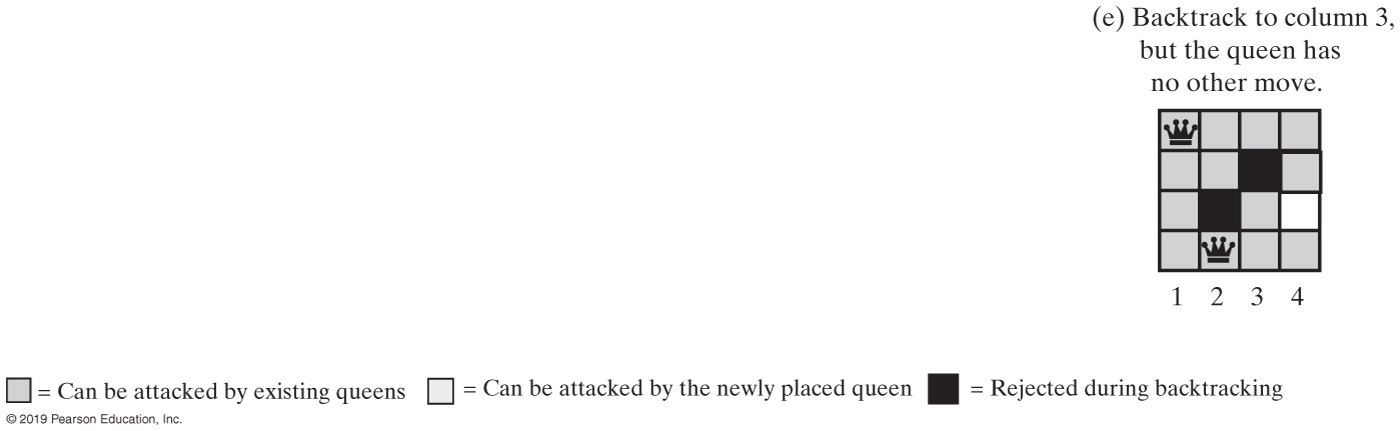 (e) Backtrack to column 3,
but the queen has
no other move.
1 2 3 4
= Can be attacked by existing queens = Can be attacked by the newly placed queen = Rejected during backtracking
© 2019 Pearson Education, Inc.